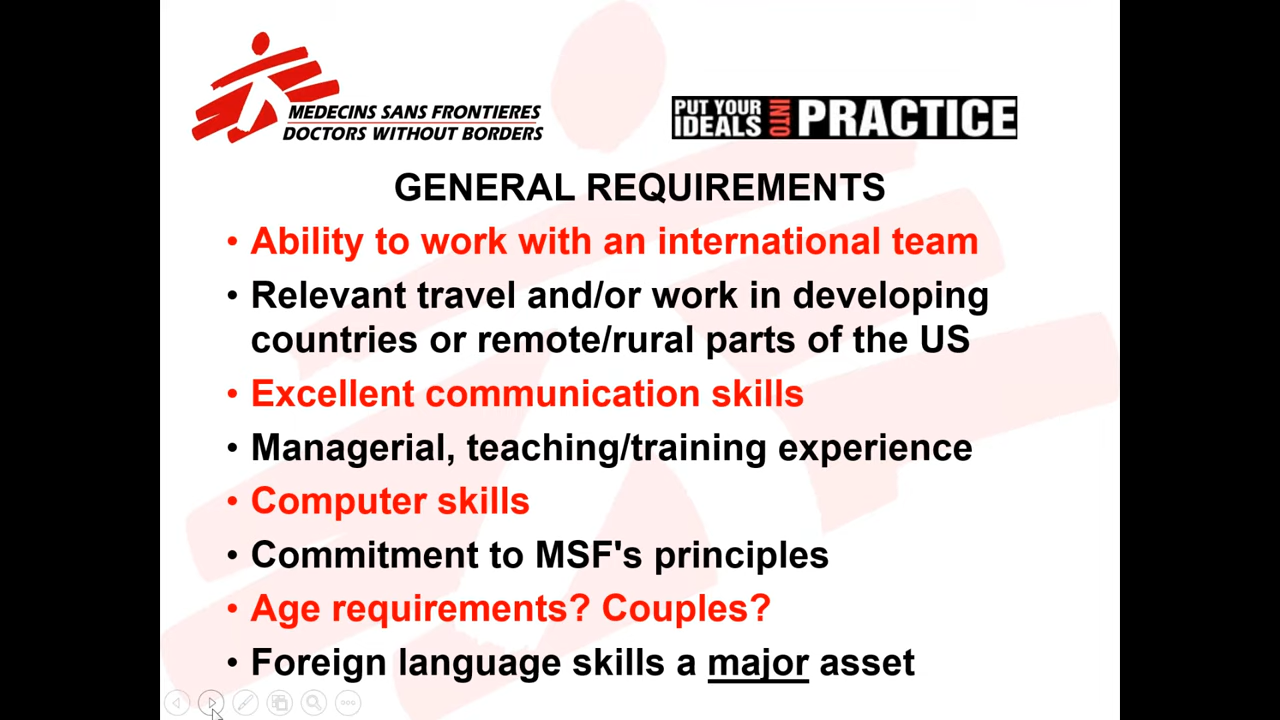 MEDECINS SANS FRONTIERES
DOCTORS WITHOUT BORDERS
PUT YOUR IDEALS INTO PRACTICE
GENERAL REQUIREMENTS
• Ability to work with an international team
• Relevant travel and/or work in developing
countries or remote/rural parts of the US
• Excellent communication skills
• Managerial, teaching/training experience
• Computer skills
• Commitment to MSF's principles
• Age requirements? Couples?
• Foreign language skills a major asset